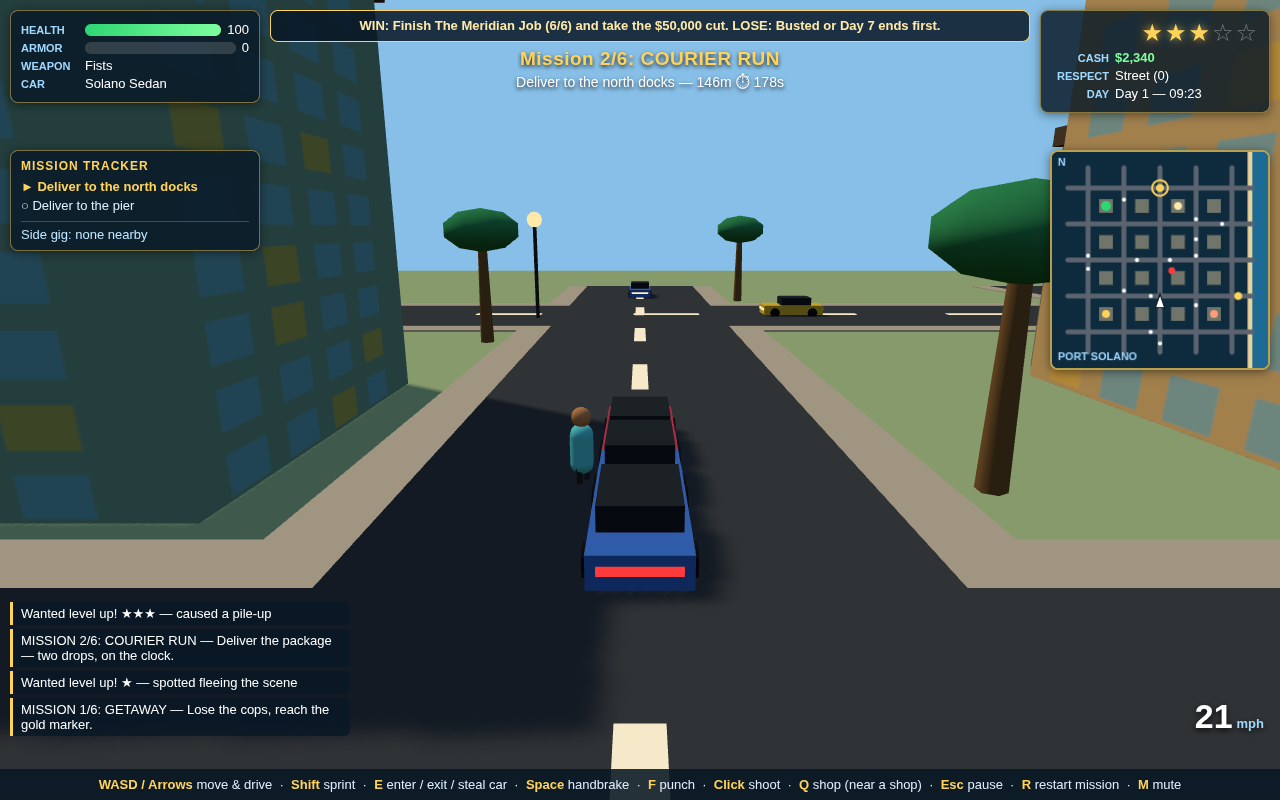 HEALTH 100
ARMOR 0
WEAPON Fists
CAR Solano Sedan
WIN: Finish The Meridian Job (6/6) and take the $50,000 cut. LOSE: Busted or Day 7 ends first.
Mission 2/6: COURIER RUN
Deliver to the north docks — 146m ⏱ 178s
★★★☆☆
CASH $2,340
RESPECT Street (0)
DAY Day 1 — 09:23
MISSION TRACKER
► Deliver to the north docks
○ Deliver to the pier
Side gig: none nearby
N
PORT SOLANO
Wanted level up! ★★★ — caused a pile-up
MISSION 2/6: COURIER RUN — Deliver the package
— two drops, on the clock.
Wanted level up! ★ — spotted fleeing the scene
MISSION 1/6: GETAWAY — Lose the cops, reach the
gold marker.
21 mph
WASD / Arrows move & drive · Shift sprint · E enter / exit / steal car · Space handbrake · F punch · Click shoot · Q shop (near a shop) · Esc pause · R restart mission · M mute